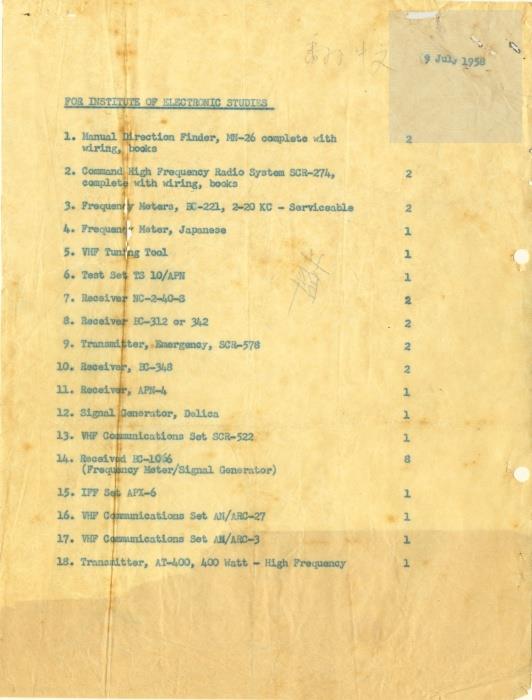 9 July 1958
FOR INSTITUTE OF ELECTRONIC STUDIES
1. Manual Direction Finder, MN-26 complete with 2
wiring, books
2. Command High Frequency Radio System SCR-274, 2
complete with wiring, books
3. Frequency Meters, BC-221, 2-20 KC - Serviceable 2
4. Frequency Meter, Japanese 1
5. VHF Tuning Tool 1
6. Test Set TS 10/APN 1
7. Receiver NC-2-40-S 2
8. Receiver BC-312 or 342 2
9. Transmitter, Emergency, SCR-578 2
10. Receiver, BC-348 2
11. Receiver, APN-4 1
12. Signal Generator, Delica 1
13. VHF Communications Set SCR-522 1
14. Received BC-1066 8
(Frequency Meter/Signal Generator)
15. IFF Set APX-6 1
16. VHF Communications Set AN/ARC-27 1
17. VHF Communications Set AN/ARC-3 1
18. Transmitter, AT-400, 400 Watt - High Frequency 1